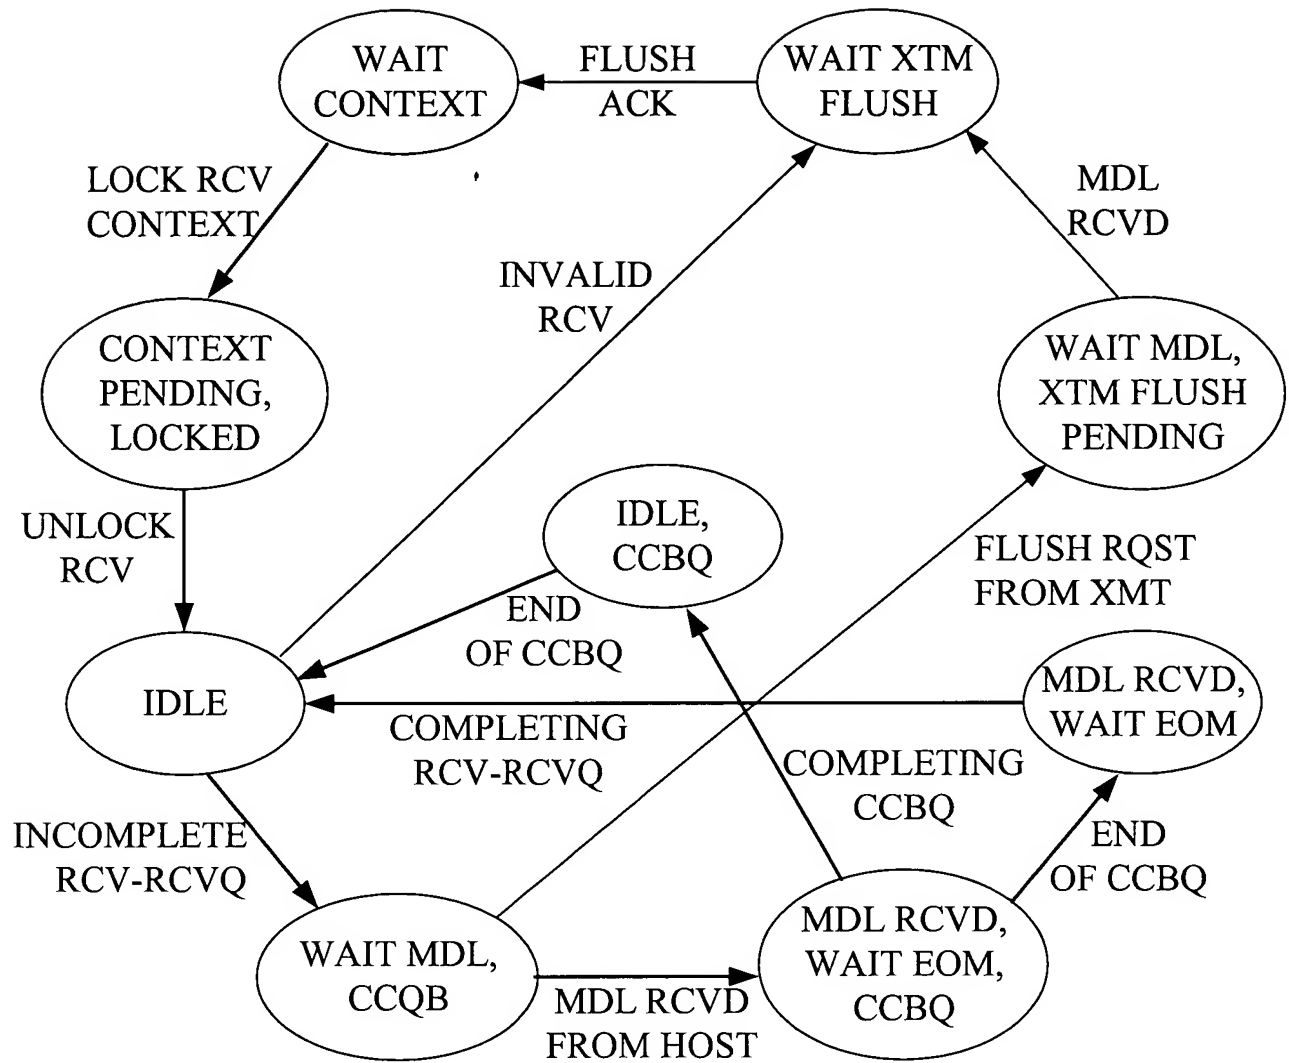 WAIT
CONTEXT
FLUSH
ACK
WAIT XTM
FLUSH
LOCK RCV
CONTEXT
MDL
RCVD
INVALID
RCV
CONTEXT
PENDING,
LOCKED
WAIT MDL,
XTM FLUSH
PENDING
UNLOCK
RCV
IDLE,
CCBQ
FLUSH RQST
FROM XMT
END
OF CCBQ
IDLE
MDL RCVD,
WAIT EOM
COMPLETING
RCV-RCVQ
COMPLETING
CCBQ
INCOMPLETE
RCV-RCVQ
END
OF CCBQ
WAIT MDL,
CCQB
MDL RCVD
FROM HOST
MDL RCVD,
WAIT EOM,
CCBQ